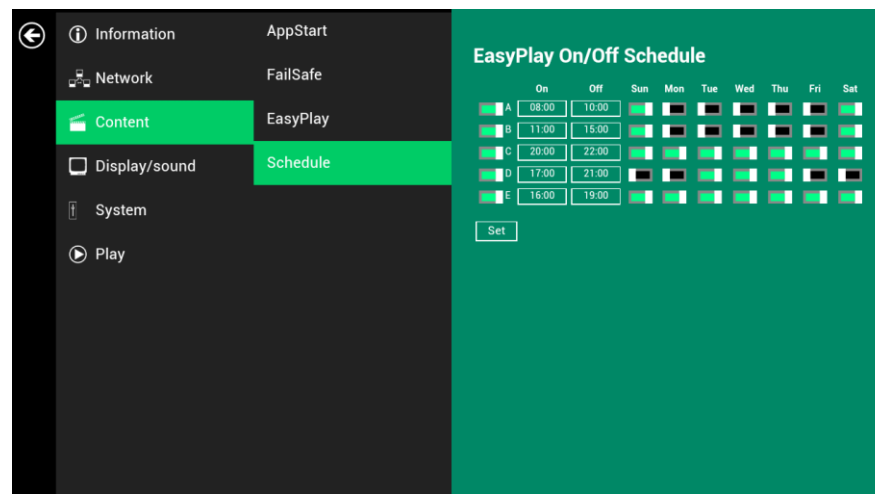 Information
Network
Content
Display/sound
System
Play
AppStart
FailSafe
EasyPlay
Schedule
EasyPlay On/Off Schedule
On Off Sun Mon Tue Wed Thu Fri Sat
A 08:00 10:00
B 11:00 15:00
C 20:00 22:00
D 17:00 21:00
E 16:00 19:00
Set